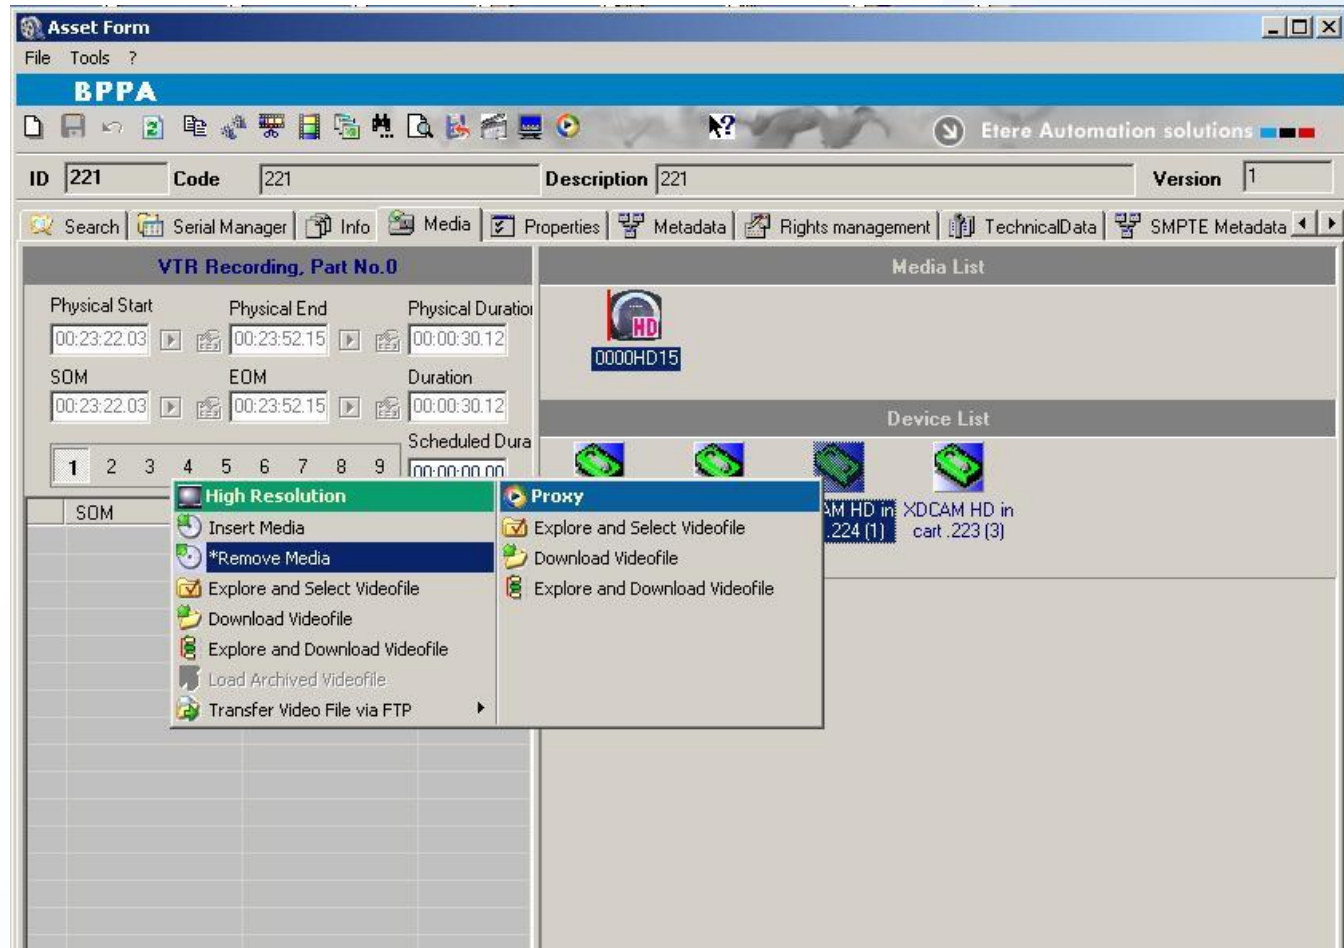 Asset Form
File Tools ?
BPPA
Etere Automation solutions
ID 221 Code 221 Description 221 Version 1
Search Serial Manager Info Media Properties Metadata Rights management TechnicalData SMPTE Metadata
VTR Recording, Part No.0
Media List
Physical Start Physical End Physical Duration
00:23:22.03 00:23:52.15 00:00:30.12
HD
0000HD15
SOM EOM Duration
00:23:22.03 00:23:52.15 00:00:30.12
Device List
Scheduled Dura
1 2 3 4 5 6 7 8 9 00:00:00.00
SOM
High Resolution
Insert Media
*Remove Media
Explore and Select Videofile
Download Videofile
Explore and Download Videofile
Load Archived Videofile
Transfer Video File via FTP
Proxy
Explore and Select Videofile
Download Videofile
Explore and Download Videofile
AM HD in
.224 (1)
XDCAM HD in
cart .223 (3)